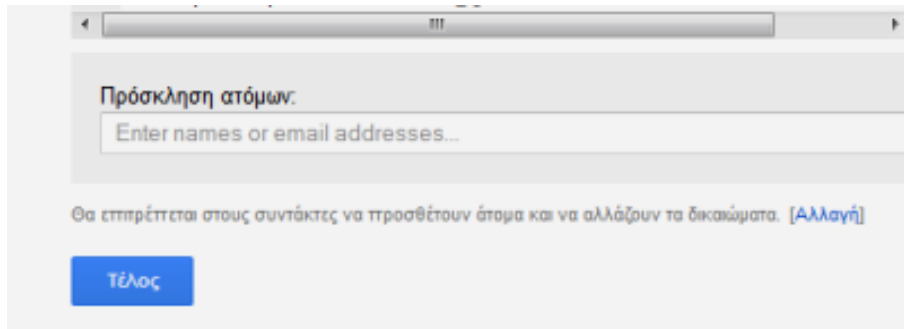 Πρόσκληση ατόμων:
Enter names or email addresses...
Θα επιτρέπεται στους συντάκτες να προσθέτουν άτομα και να αλλάζουν τα δικαιώματα. [Αλλαγή]
Τέλος